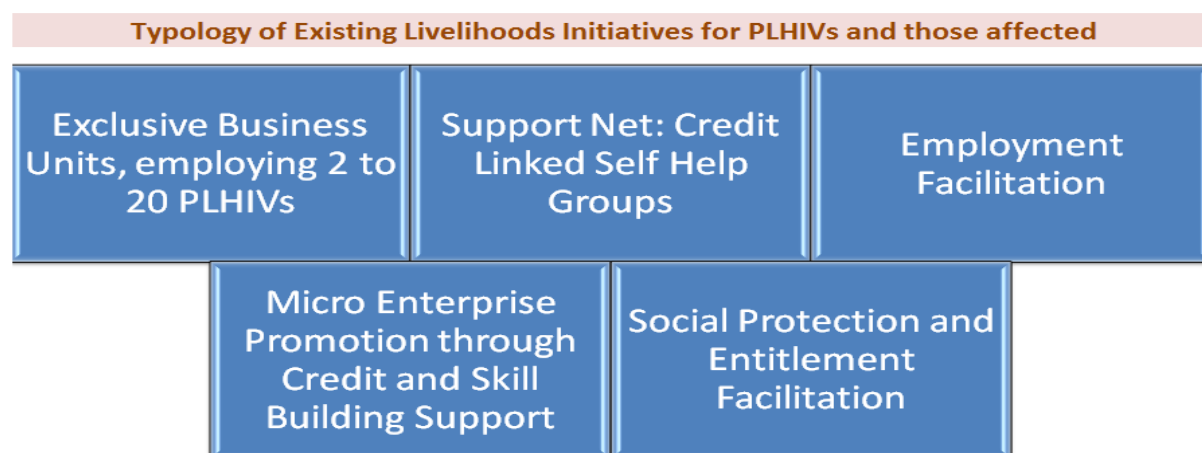 Typology of Existing Livelihoods Initiatives for PLHIVs and those affected
Exclusive Business
Units, employing 2 to
20 PLHIVs
Support Net: Credit
Linked Self Help
Groups
Employment
Facilitation
Micro Enterprise
Promotion through
Credit and Skill
Building Support
Social Protection and
Entitlement
Facilitation